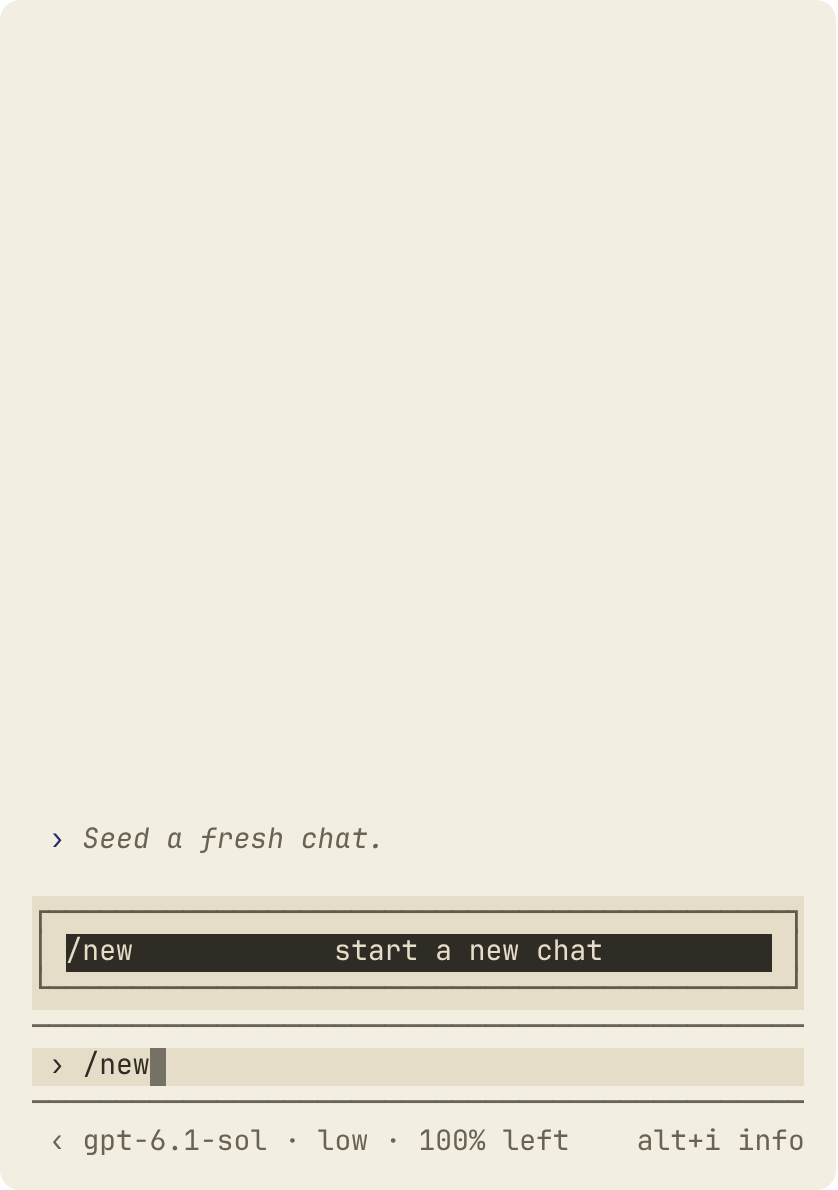 › Seed a fresh chat.
/new start a new chat
› /new
‹ gpt-6.1-sol · low · 100% left alt+i info